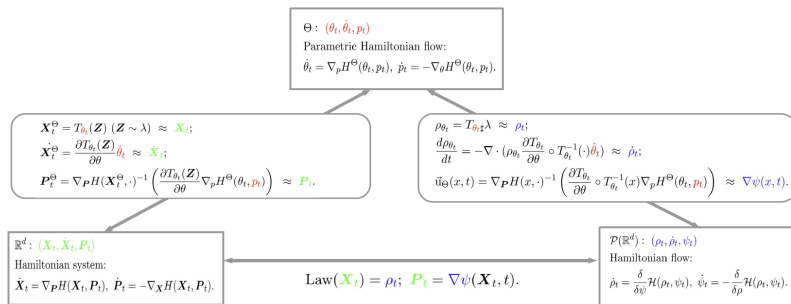 Θ : (θ_t, θ̇_t, p_t)
Parametric Hamiltonian flow:
θ̇_t = ∇_p H^Θ(θ_t, p_t), ṗ_t = −∇_θ H^Θ(θ_t, p_t).
X_t^Θ = T_{θ_t}(Z) (Z ∼ λ) ≈ X_t;
Ẋ_t^Θ = ∂T_{θ_t}(Z)/∂θ θ̇_t ≈ Ẋ_t;
P_t^Θ = ∇_P H(X_t^Θ, ·)^{−1} (∂T_{θ_t}(Z)/∂θ ∇_p H^Θ(θ_t, p_t)) ≈ P_t.
ρ_{θ_t} = T_{θ_t♯}λ ≈ ρ_t;
dρ_{θ_t}/dt = −∇ · (ρ_{θ_t} ∂T_{θ_t}/∂θ ∘ T_{θ_t}^{−1}(·)θ̇_t) ≈ ρ̇_t;
u⃗_Θ(x, t) = ∇_P H(x, ·)^{−1} (∂T_{θ_t}/∂θ ∘ T_{θ_t}^{−1}(x)∇_p H^Θ(θ_t, p_t)) ≈ ∇ψ(x, t).
ℝ^d : (X_t, Ẋ_t, P_t)
Hamiltonian system:
Ẋ_t = ∇_P H(X_t, P_t), Ṗ_t = −∇_X H(X_t, P_t).
Law(X_t) = ρ_t; P_t = ∇ψ(X_t, t).
𝒫(ℝ^d) : (ρ_t, ρ̇_t, ψ_t)
Hamiltonian flow:
ρ̇_t = δ/δψ ℋ(ρ_t, ψ_t), ψ̇_t = −δ/δρ ℋ(ρ_t, ψ_t).